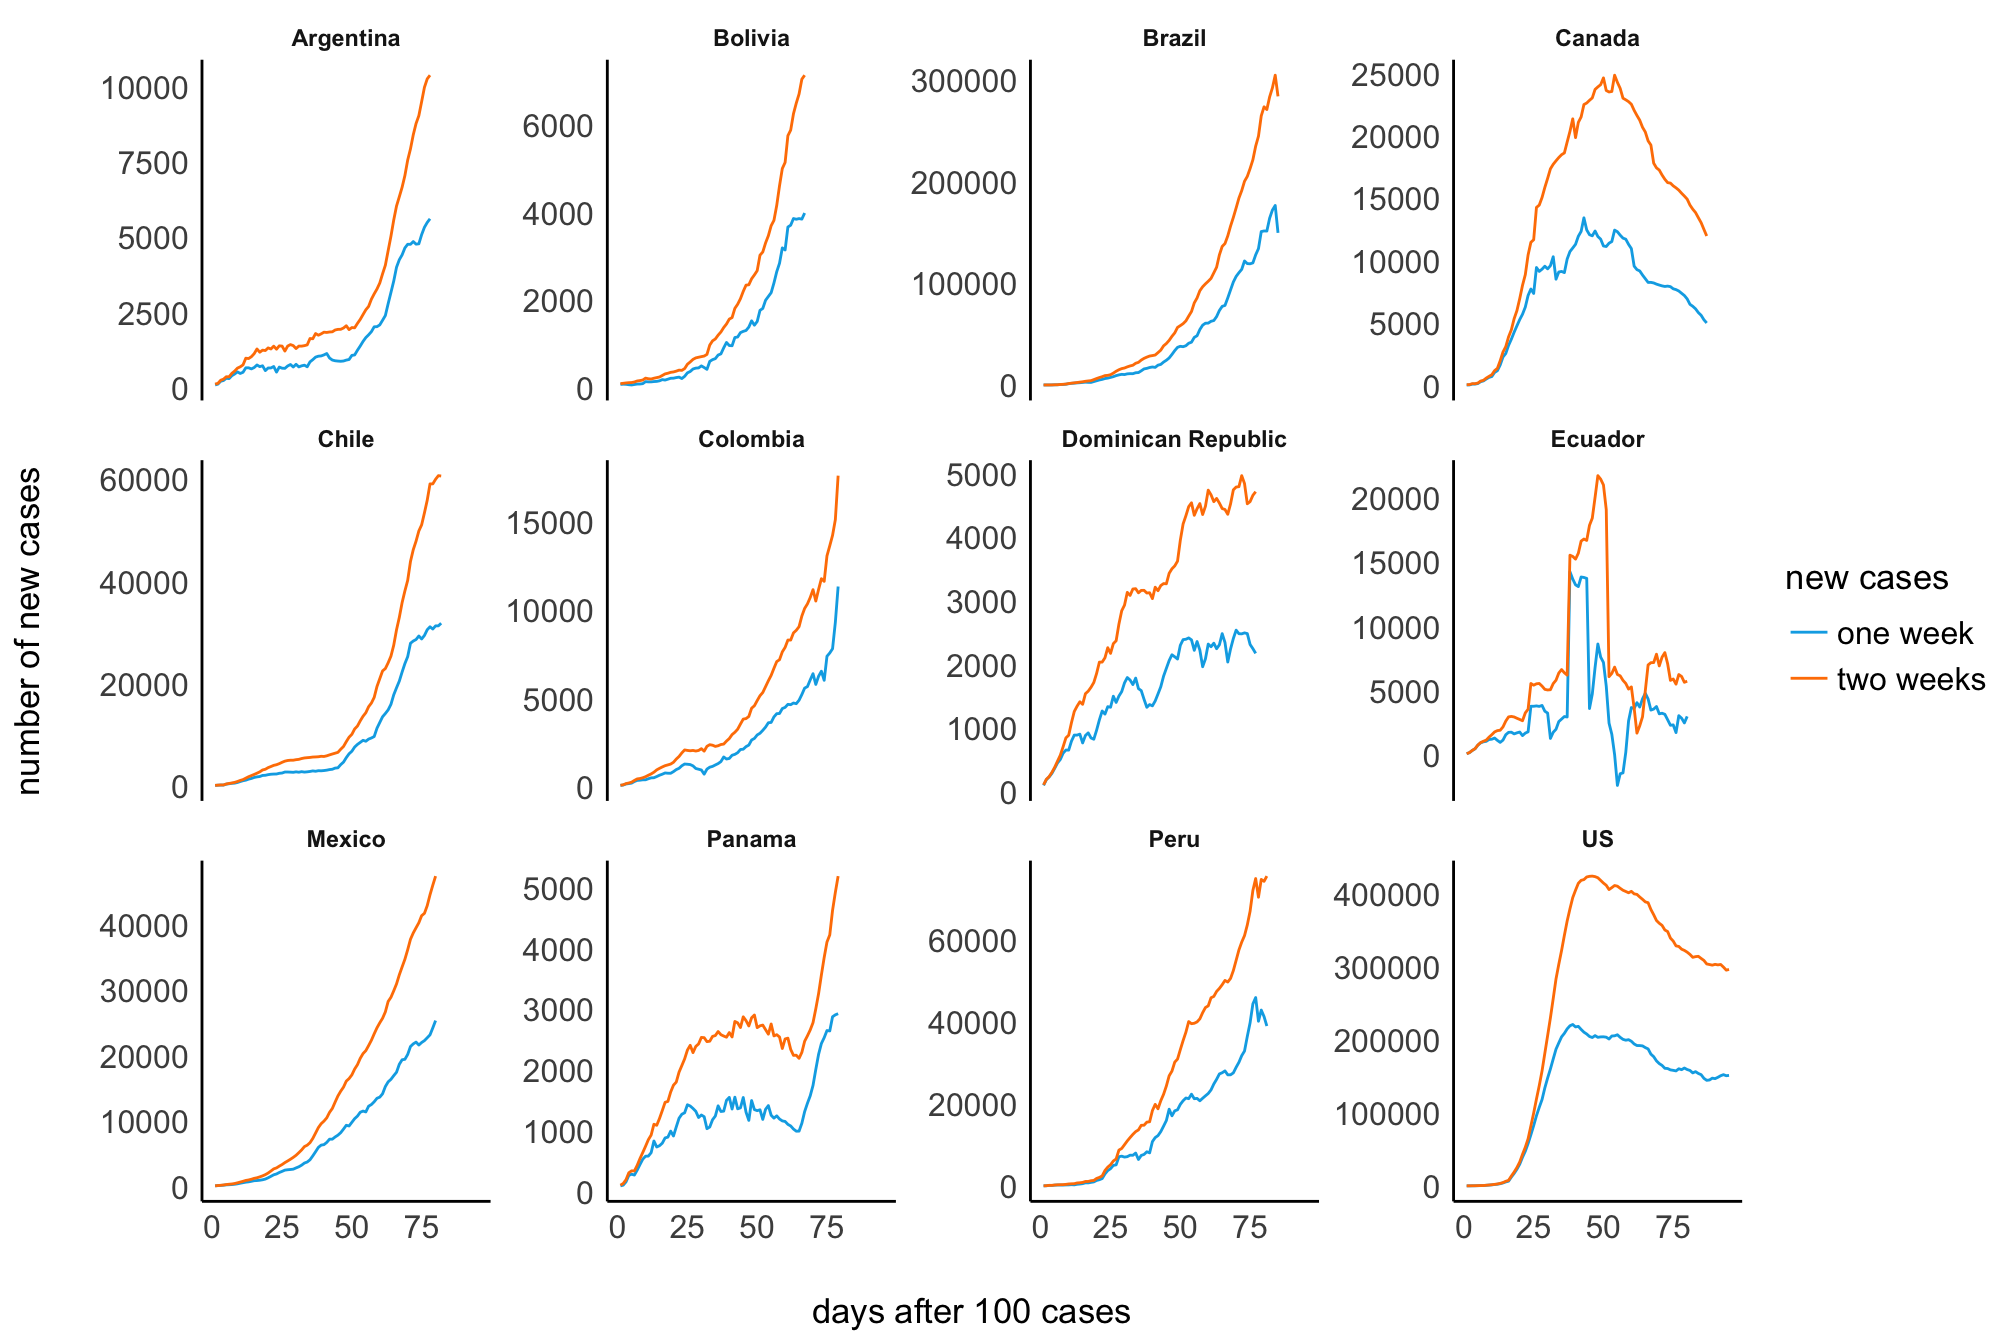 Argentina
Bolivia
Brazil
Canada
10000
7500
5000
2500
0
6000
4000
2000
0
300000
200000
100000
0
25000
20000
15000
10000
5000
0
Chile
Colombia
Dominican Republic
Ecuador
60000
40000
20000
0
15000
10000
5000
0
5000
4000
3000
2000
1000
0
20000
15000
10000
5000
0
Mexico
Panama
Peru
US
40000
30000
20000
10000
0
5000
4000
3000
2000
1000
0
60000
40000
20000
0
400000
300000
200000
100000
0
0 25 50 75
0 25 50 75
0 25 50 75
0 25 50 75
days after 100 cases
number of new cases
new cases
one week
two weeks